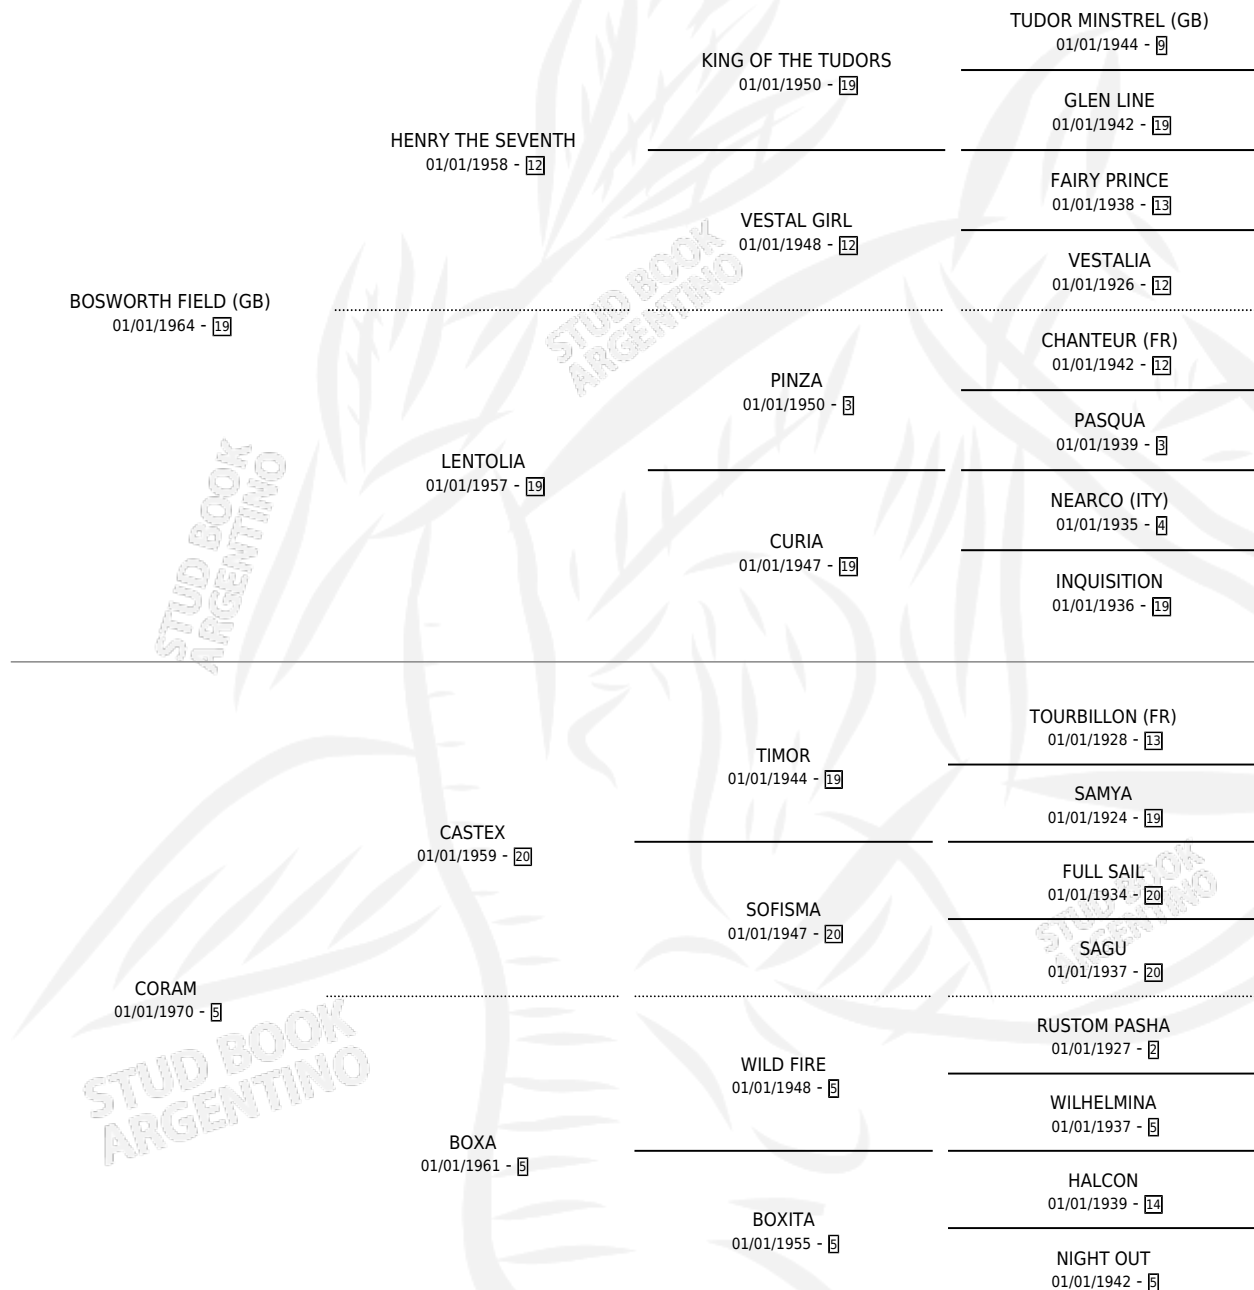 TUDOR MINSTREL (GB)
01/01/1944 - 9
KING OF THE TUDORS
01/01/1950 - 19
GLEN LINE
01/01/1942 - 19
HENRY THE SEVENTH
01/01/1958 - 12
FAIRY PRINCE
01/01/1938 - 13
VESTAL GIRL
01/01/1948 - 12
VESTALIA
01/01/1926 - 12
BOSWORTH FIELD (GB)
01/01/1964 - 19
CHANTEUR (FR)
01/01/1942 - 12
PINZA
01/01/1950 - 3
PASQUA
01/01/1939 - 3
LENTOLIA
01/01/1957 - 19
NEARCO (ITY)
01/01/1935 - 4
CURIA
01/01/1947 - 19
INQUISITION
01/01/1936 - 19
TOURBILLON (FR)
01/01/1928 - 13
TIMOR
01/01/1944 - 19
SAMYA
01/01/1924 - 19
CASTEX
01/01/1959 - 20
FULL SAIL
01/01/1934 - 20
SOFISMA
01/01/1947 - 20
SAGU
01/01/1937 - 20
CORAM
01/01/1970 - 5
RUSTOM PASHA
01/01/1927 - 2
WILD FIRE
01/01/1948 - 5
WILHELMINA
01/01/1937 - 5
BOXA
01/01/1961 - 5
HALCON
01/01/1939 - 14
BOXITA
01/01/1955 - 5
NIGHT OUT
01/01/1942 - 5
STUD BOOK
ARGENTINO
STUD BOOK
ARGENTINO
STUD BOOK
ARGENTINO
STUD BOOK
ARGENTINO